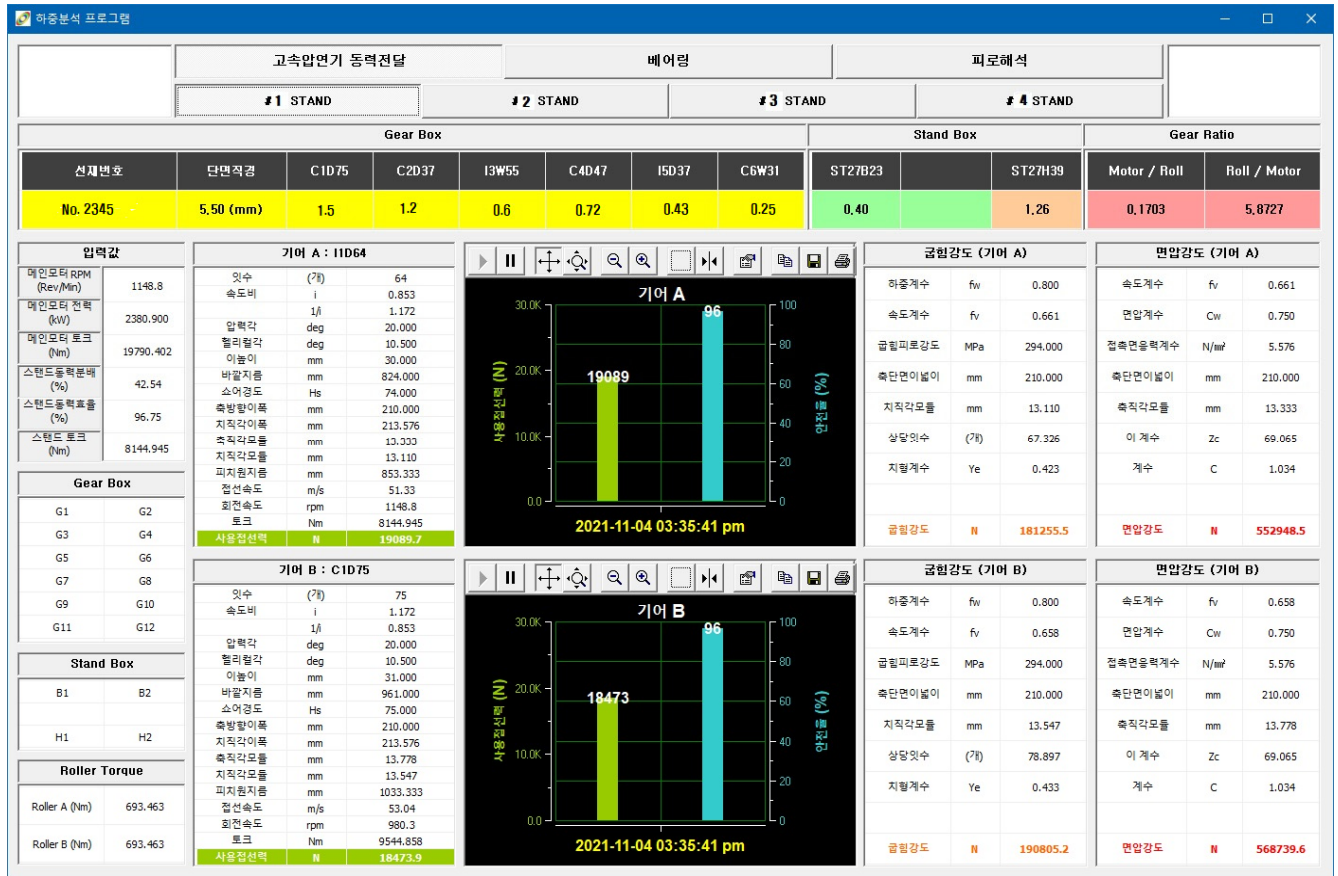 하중분석 프로그램
고속압연기 동력전달 베어링 피로해석
#1 STAND #2 STAND #3 STAND #4 STAND
Gear Box Stand Box Gear Ratio
선재번호 단면직경 C1D75 C2D37 I3W55 C4D47 I5D37 C6W31 ST27B23 ST27H39 Motor / Roll Roll / Motor
No. 2345 5.50 (mm) 1.5 1.2 0.6 0.72 0.43 0.25 0.40 1.26 0.1703 5.8727
입력값
메인모터 RPM (Rev/Min) 1148.8
메인모터 전력 (kW) 2380.900
메인모터 토크 (Nm) 19790.402
스탠드동력분배 (%) 42.54
스탠드동력효율 (%) 96.75
스탠드 토크 (Nm) 8144.945
Gear Box
G1 G2
G3 G4
G5 G6
G7 G8
G9 G10
G11 G12
Stand Box
B1 B2
H1 H2
Roller Torque
Roller A (Nm) 693.463
Roller B (Nm) 693.463
기어 A : I1D64
잇수 (개) 64
속도비 i 0.853
1/i 1.172
압력각 deg 20.000
헬리컬각 deg 10.500
이높이 mm 30.000
바깥지름 mm 824.000
쇼어경도 Hs 74.000
축방향이폭 mm 210.000
치직각이폭 mm 213.576
축직각모듈 mm 13.333
치직각모듈 mm 13.110
피치원지름 mm 853.333
접선속도 m/s 51.33
회전속도 rpm 1148.8
토크 Nm 8144.945
사용접선력 N 19089.7
기어 A
사용접선력 (N)
30.0K
20.0K
10.0K
0.0
19089
96
100
80
60
40
20
0
안전율 (%)
2021-11-04 03:35:41 pm
굽힘강도 (기어 A)
하중계수 fw 0.800
속도계수 fv 0.661
굽힘피로강도 MPa 294.000
축단면이넓이 mm 210.000
치직각모듈 mm 13.110
상당잇수 (개) 67.326
치형계수 Ye 0.423
굽힘강도 N 181255.5
면압강도 (기어 A)
속도계수 fv 0.661
면압계수 Cw 0.750
접촉면응력계수 N/㎟ 5.576
축단면이넓이 mm 210.000
축직각모듈 mm 13.333
이 계수 Zc 69.065
계수 C 1.034
면압강도 N 552948.5
기어 B : C1D75
잇수 (개) 75
속도비 i 1.172
1/i 0.853
압력각 deg 20.000
헬리컬각 deg 10.500
이높이 mm 31.000
바깥지름 mm 961.000
쇼어경도 Hs 75.000
축방향이폭 mm 210.000
치직각이폭 mm 213.576
축직각모듈 mm 13.778
치직각모듈 mm 13.547
피치원지름 mm 1033.333
접선속도 m/s 53.04
회전속도 rpm 980.3
토크 Nm 9544.858
사용접선력 N 18473.9
기어 B
사용접선력 (N)
30.0K
20.0K
10.0K
0.0
18473
96
100
80
60
40
20
0
안전율 (%)
2021-11-04 03:35:41 pm
굽힘강도 (기어 B)
하중계수 fw 0.800
속도계수 fv 0.658
굽힘피로강도 MPa 294.000
축단면이넓이 mm 210.000
치직각모듈 mm 13.547
상당잇수 (개) 78.897
치형계수 Ye 0.433
굽힘강도 N 190805.2
면압강도 (기어 B)
속도계수 fv 0.658
면압계수 Cw 0.750
접촉면응력계수 N/㎟ 5.576
축단면이넓이 mm 210.000
축직각모듈 mm 13.778
이 계수 Zc 69.065
계수 C 1.034
면압강도 N 568739.6